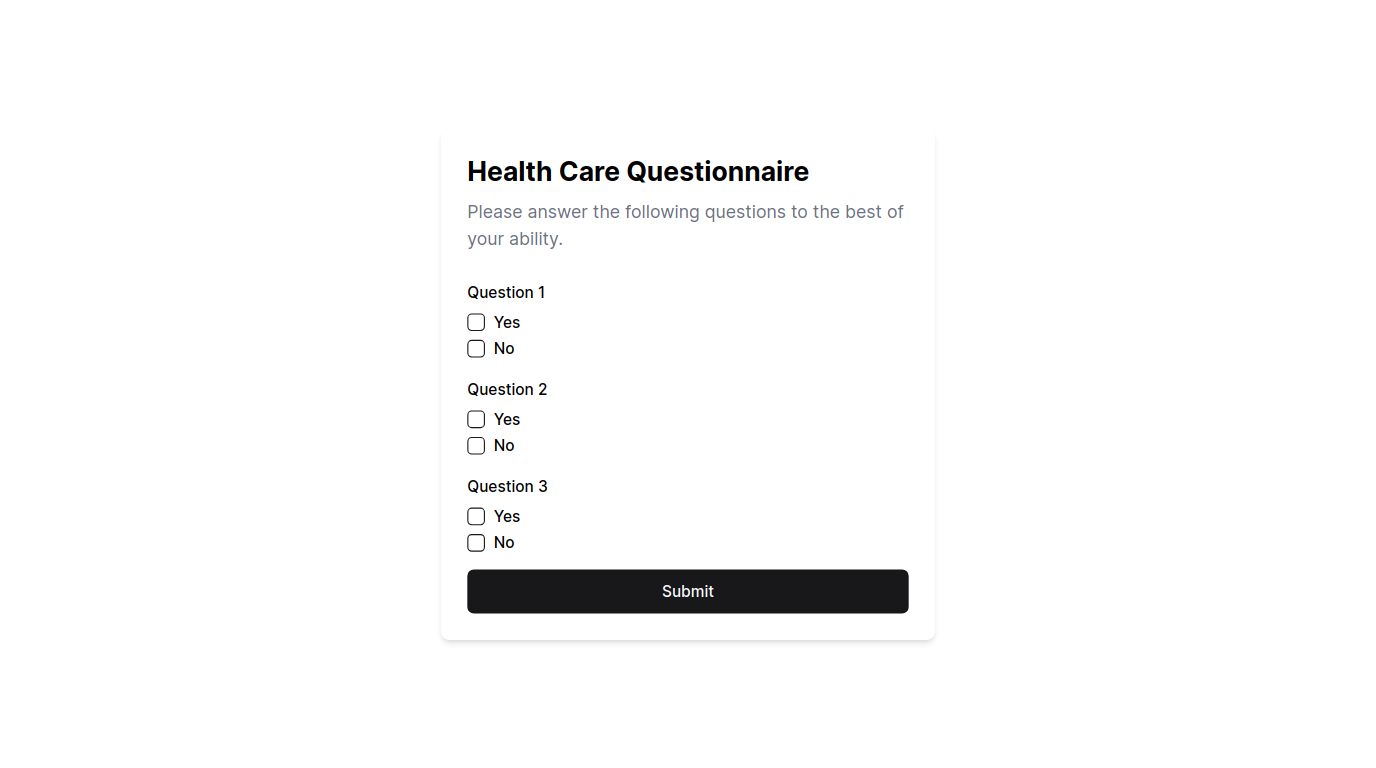 Health Care Questionnaire
Please answer the following questions to the best of
your ability.
Question 1
Yes
No
Question 2
Yes
No
Question 3
Yes
No
Submit